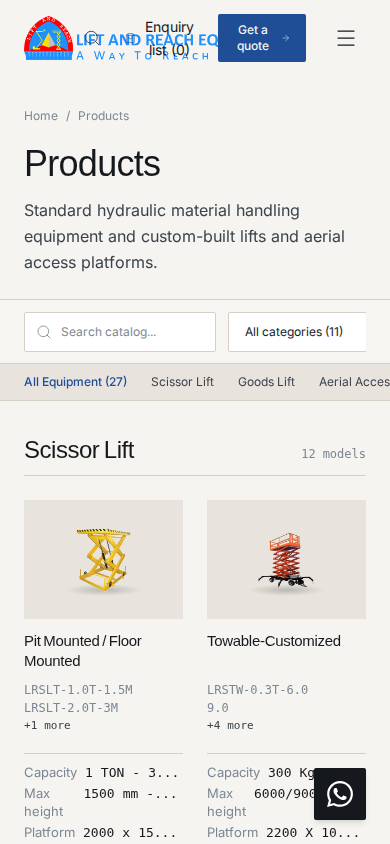 LIFT AND REACH EQ
A WAY TO REACH
Enquiry
list (0)
Get a
quote
Home / Products
Products
Standard hydraulic material handling
equipment and custom-built lifts and aerial
access platforms.
Search catalog...
All categories (11)
All Equipment (27) Scissor Lift Goods Lift Aerial Acces
Scissor Lift
12 models
Pit Mounted / Floor
Mounted
LRSLT-1.0T-1.5M
LRSLT-2.0T-3M
+1 more
Capacity 1 TON - 3...
Max
height
1500 mm -...
Platform 2000 x 15...
Towable-Customized
LRSTW-0.3T-6.0
9.0
+4 more
Capacity 300 Kg
Max
height
6000/900
Platform 2200 X 10...